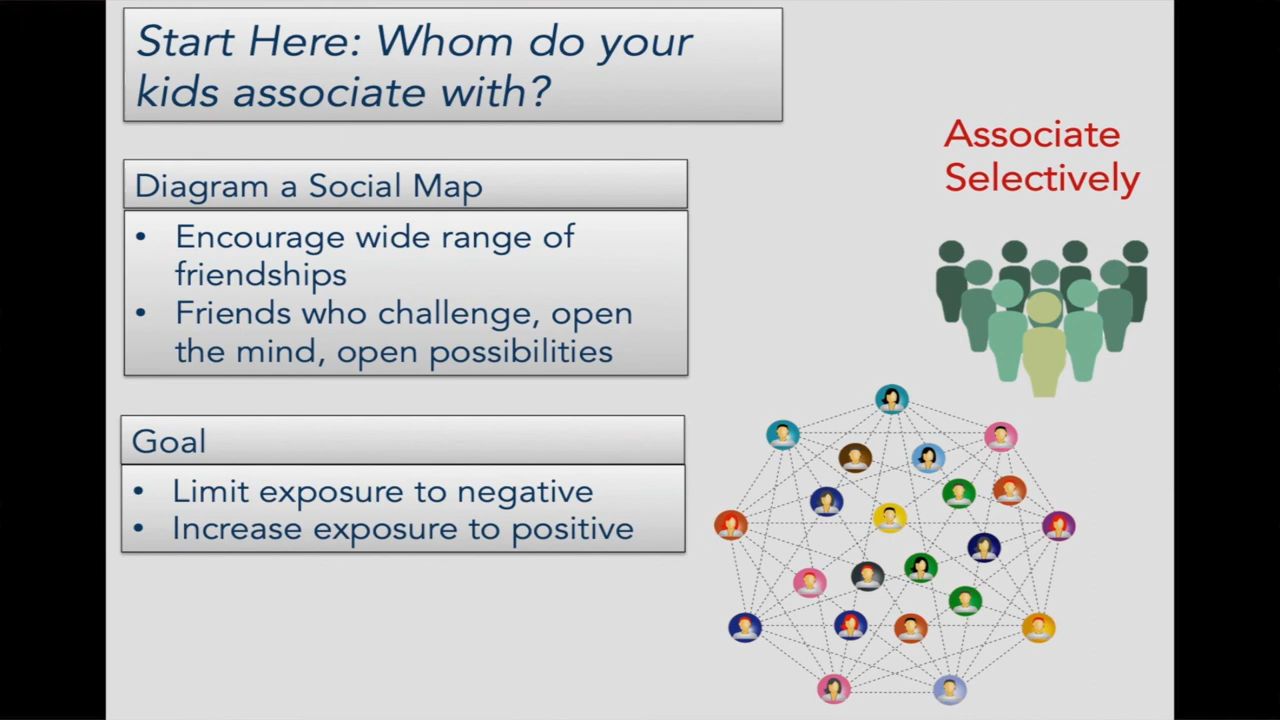 Start Here: Whom do your
kids associate with?
Associate
Selectively
Diagram a Social Map
• Encourage wide range of
friendships
• Friends who challenge, open
the mind, open possibilities
Goal
• Limit exposure to negative
• Increase exposure to positive